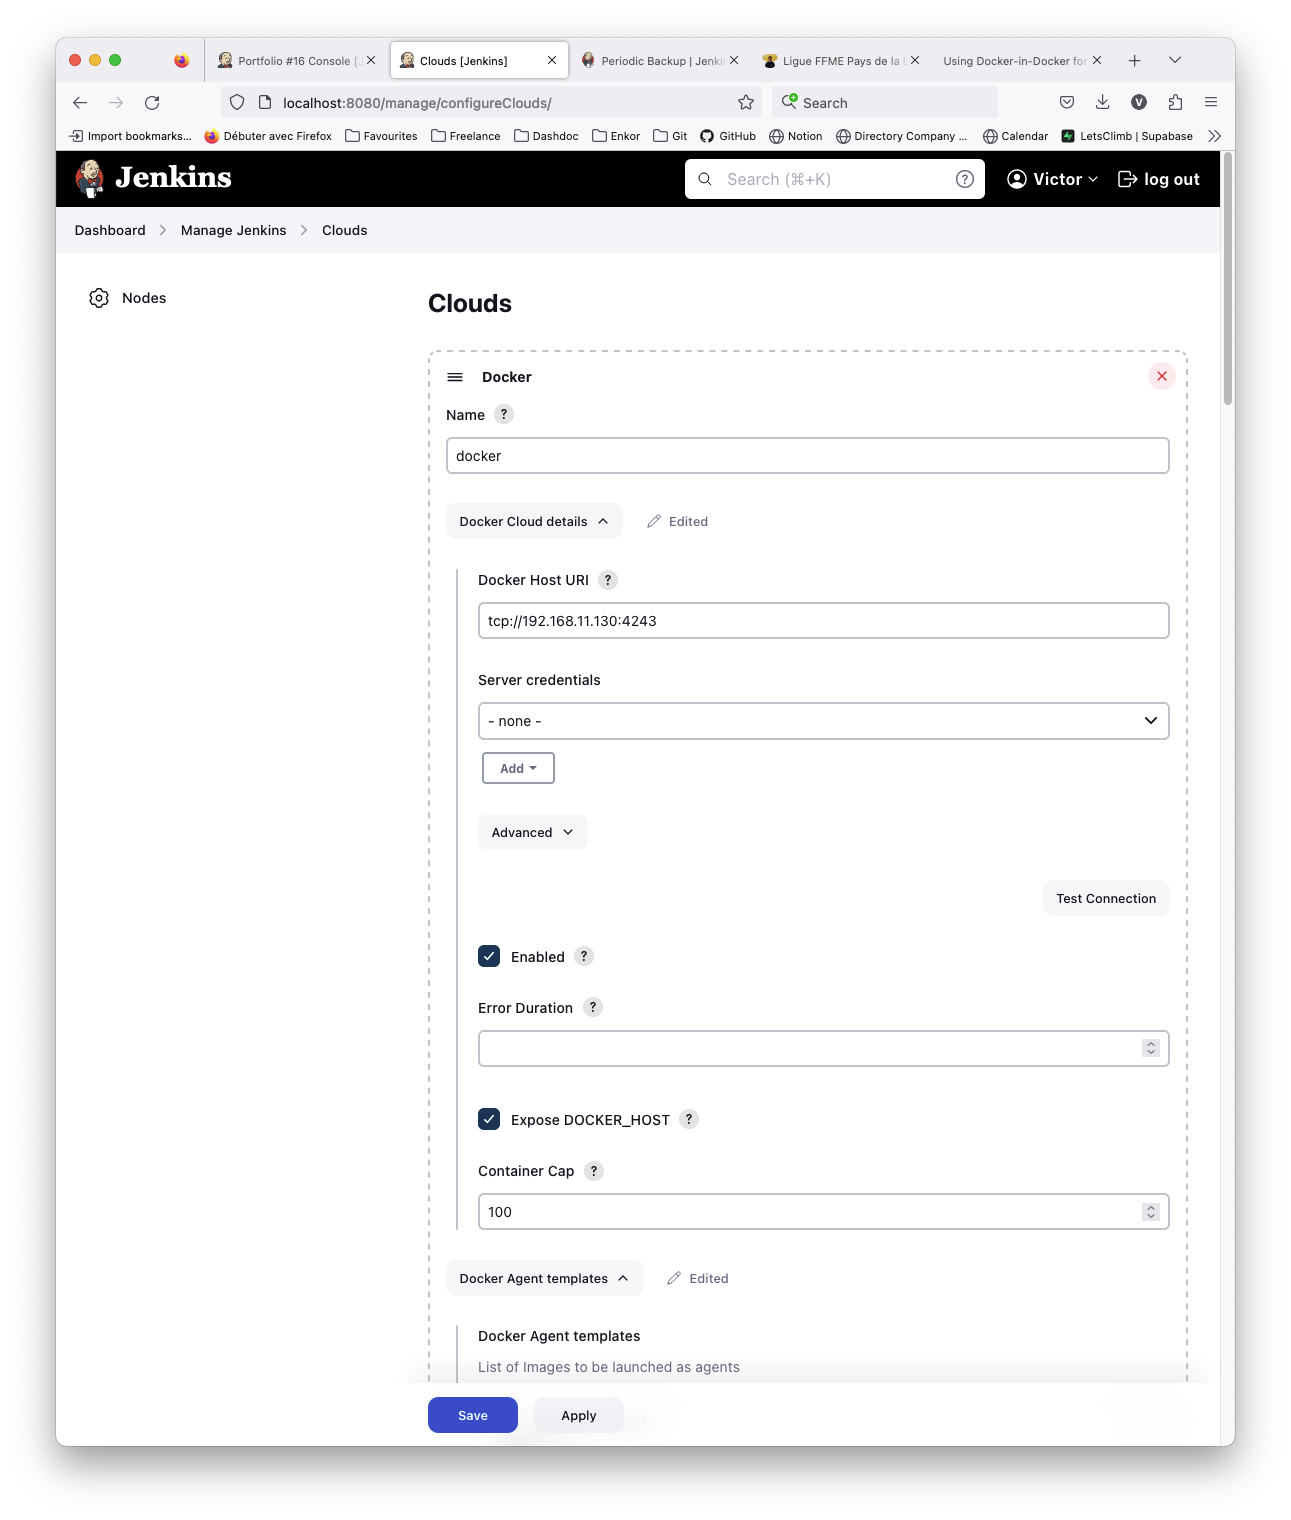 Portfolio #16 Console [J
Clouds [Jenkins]
Periodic Backup | Jenkin
Ligue FFME Pays de la L
Using Docker-in-Docker for
localhost:8080/manage/configureClouds/
Search
V
Import bookmarks...
Débuter avec Firefox
Favourites
Freelance
Dashdoc
Enkor
Git
GitHub
Notion
Directory Company ...
Calendar
LetsClimb | Supabase
Jenkins
Search (⌘+K)
?
Victor
log out
Dashboard
Manage Jenkins
Clouds
Nodes
Clouds
Docker
Name ?
docker
Docker Cloud details
Edited
Docker Host URI ?
tcp://192.168.11.130:4243
Server credentials
- none -
Add
Advanced
Test Connection
Enabled ?
Error Duration ?
Expose DOCKER_HOST ?
Container Cap ?
100
Docker Agent templates
Edited
Docker Agent templates
List of Images to be launched as agents
Save
Apply